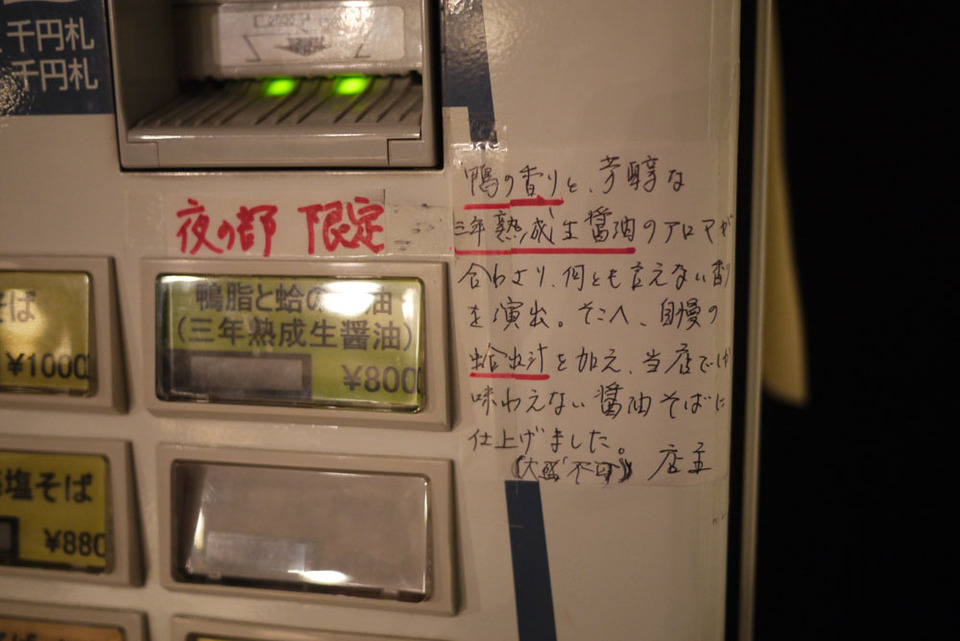 千円札
千円札
夜の部 限定
鴨脂と蛤の 油
(三年熟成生醤油)
¥800
そば
¥1000
塩そば
¥880
鴨の香りと、芳醇な
三年熟成生醤油のアロマが
合わさり、何とも言えない香り
を演出。そこへ、自慢の
蛤出汁を加え、当店でしか
味わえない醤油そばに
仕上げました。
(大盛不可) 店主